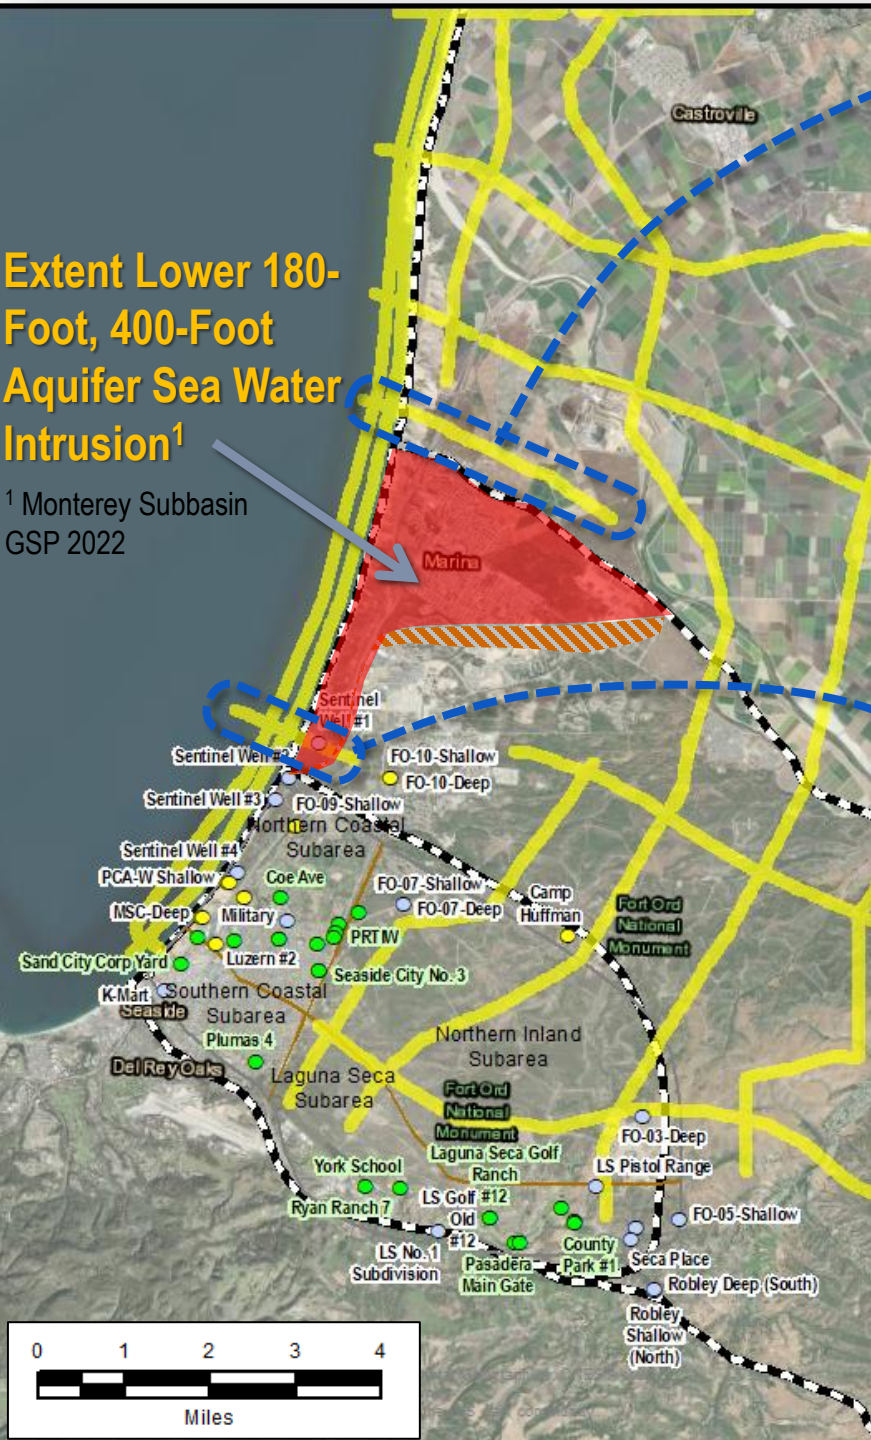 Castroville
Extent Lower 180-
Foot, 400-Foot
Aquifer Sea Water
Intrusion1
1 Monterey Subbasin
GSP 2022
Marina
Sentinel
Well #1
Sentinel Well #2
FO-10-Shallow
FO-10-Deep
Sentinel Well #3
FO-09-Shallow
Northern Coastal
Subarea
Sentinel Well #4
PCA-W Shallow
Coe Ave
FO-07-Shallow
FO-07-Deep
Camp
Huffman
Fort Ord
National
Monument
MSC-Deep
Military
PRTIW
Luzern #2
Sand City Corp Yard
Seaside City No. 3
K-Mart
Southern Coastal
Subarea
Seaside
Plumas 4
Northern Inland
Subarea
Del Rey Oaks
Laguna Seca
Subarea
Fort Ord
National
Monument
FO-03-Deep
Laguna Seca Golf
Ranch
LS Pistol Range
York School
LS Golf #12
Ryan Ranch 7
Old
#12
FO-05-Shallow
LS No. 1
Subdivision
County
Park #1
Seca Place
Pasadera
Main Gate
Robley Deep (South)
Robley
Shallow
(North)
0 1 2 3 4
Miles